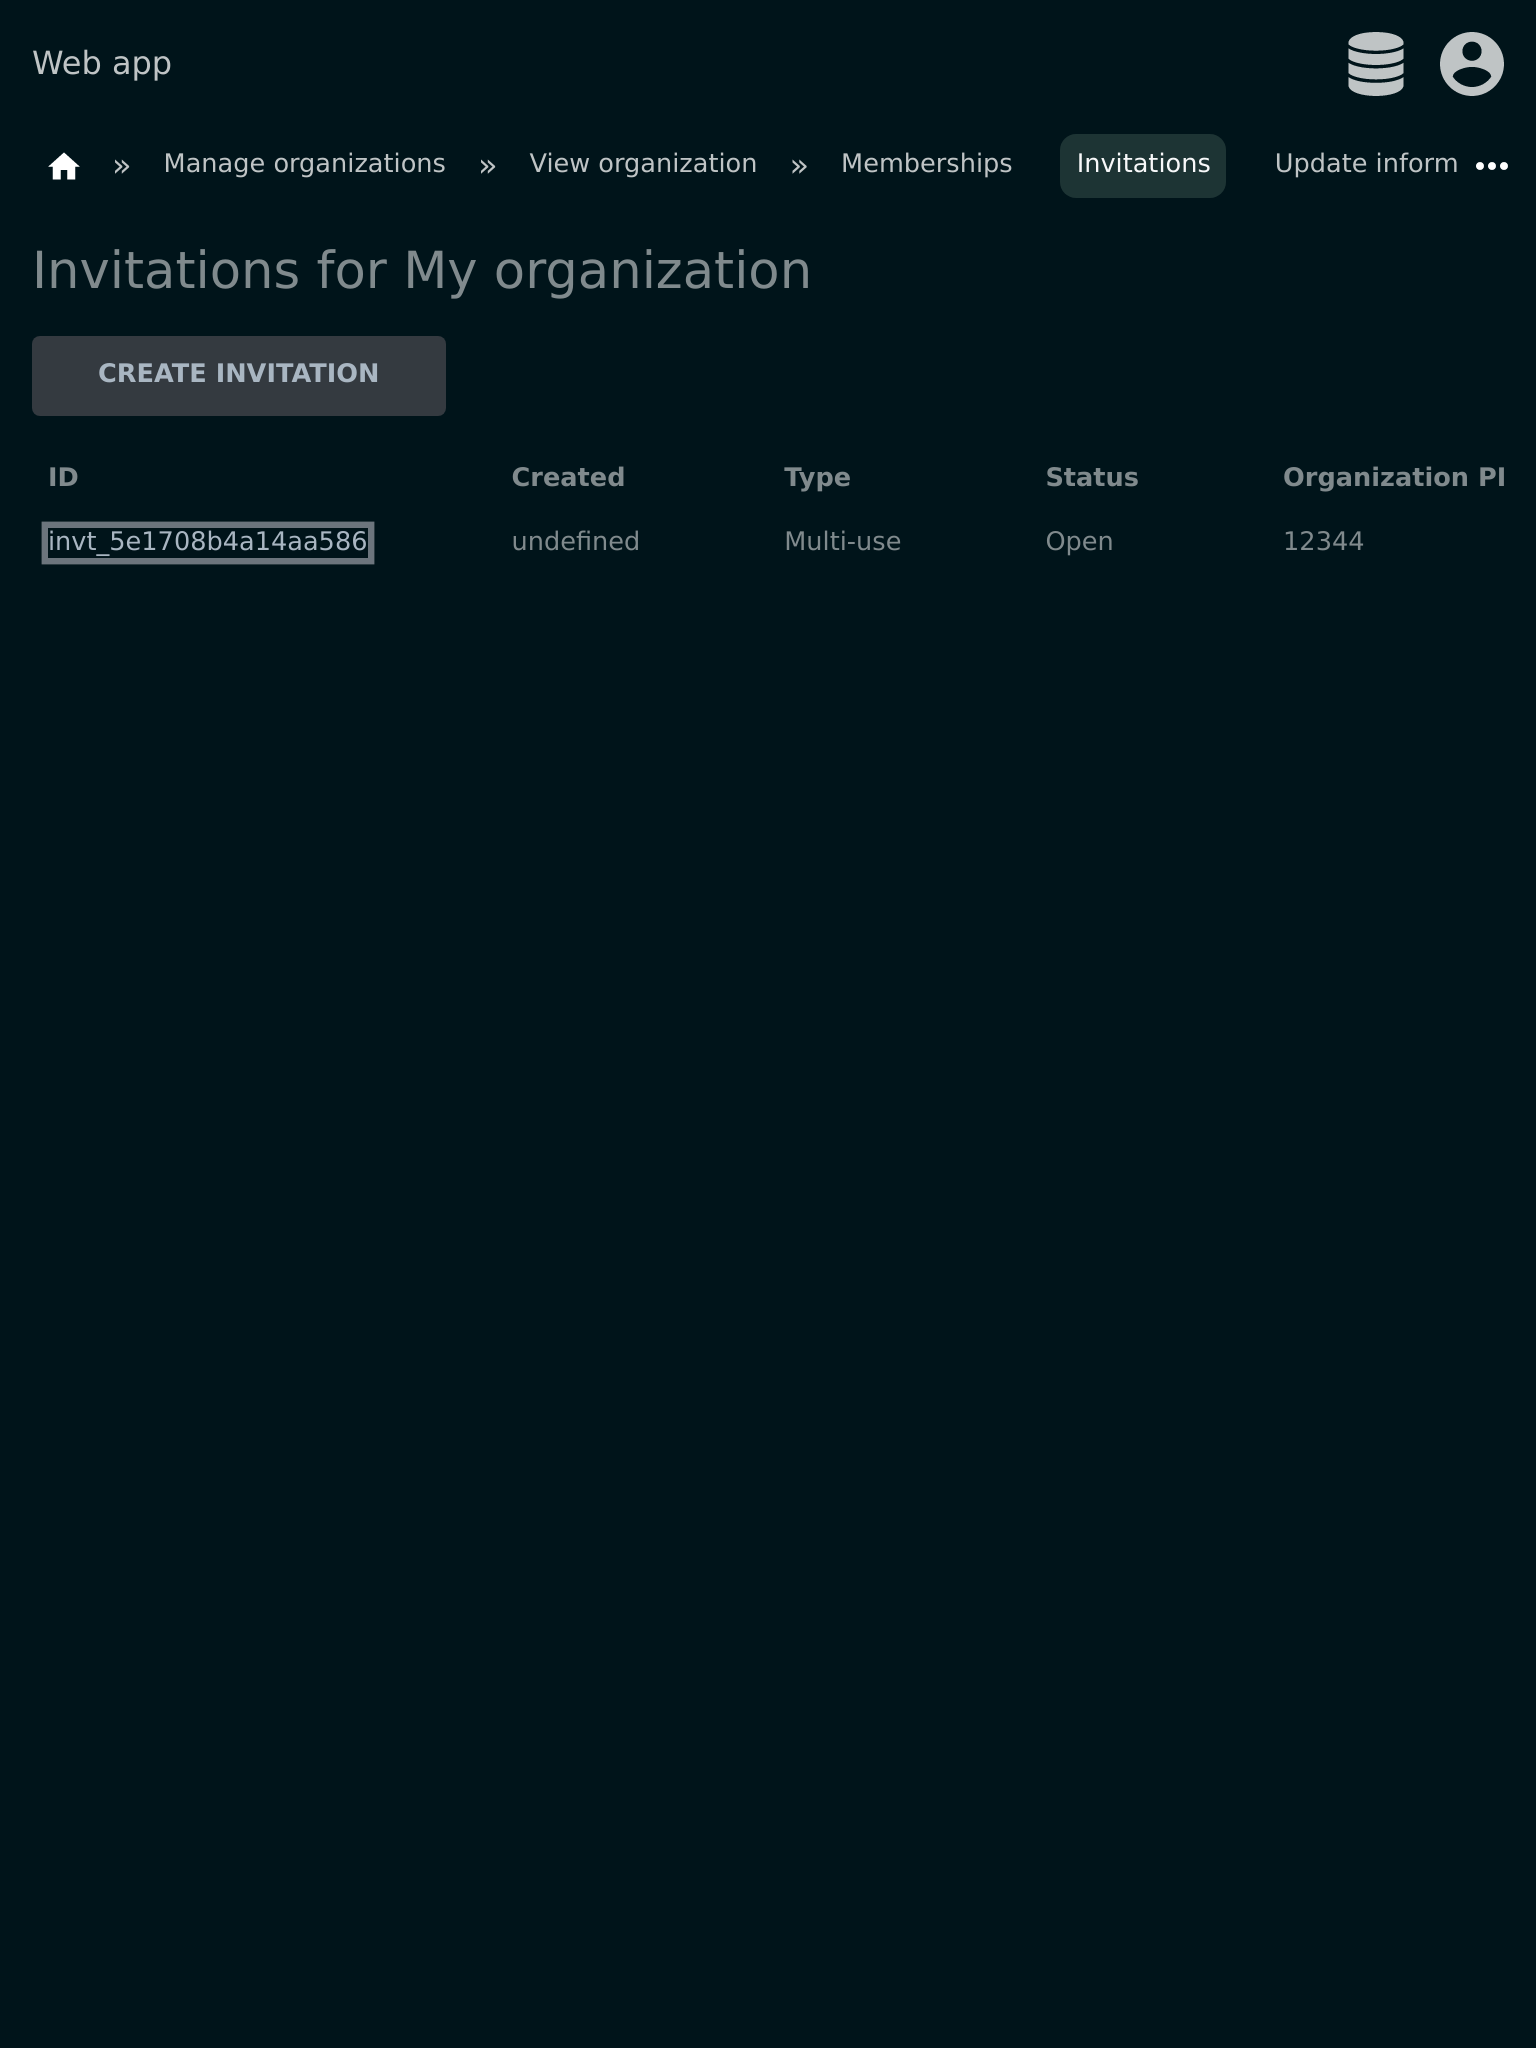 Web app
» Manage organizations » View organization » Memberships Invitations Update inform
Invitations for My organization
CREATE INVITATION
ID Created Type Status Organization PI
invt_5e1708b4a14aa586 undefined Multi-use Open 12344